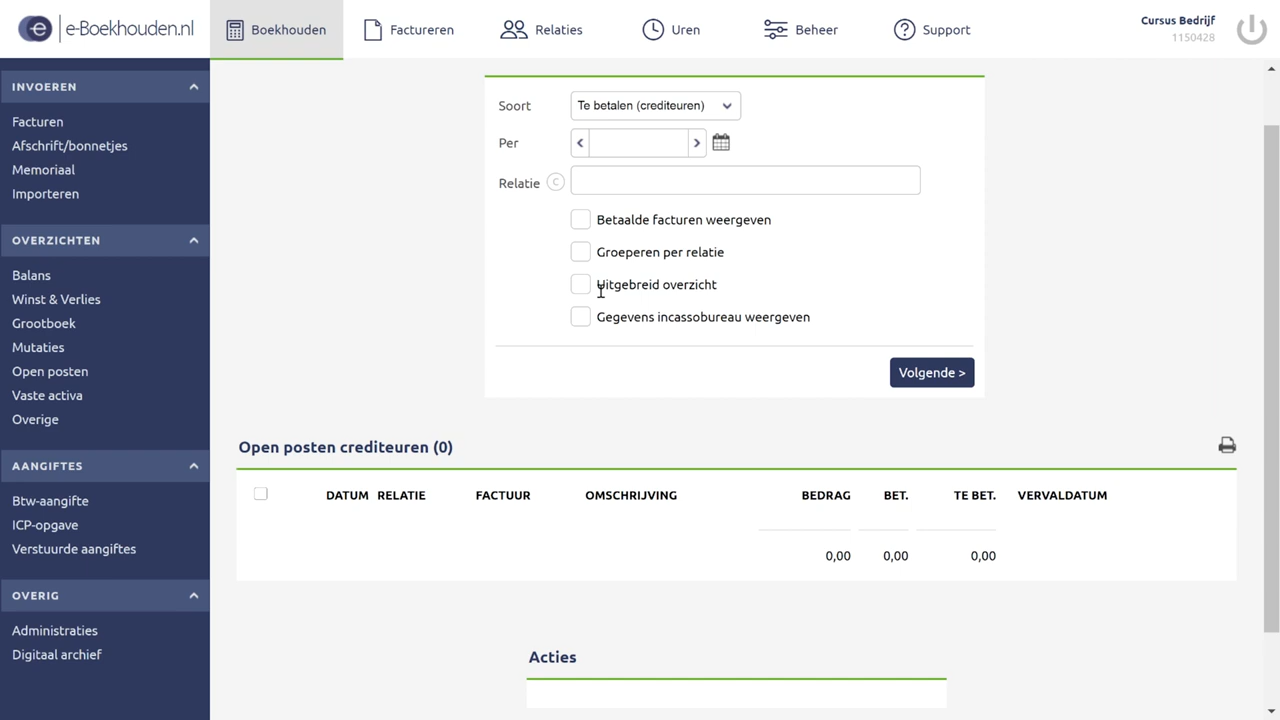 e-Boekhouden.nl
Boekhouden
Factureren
Relaties
Uren
Beheer
Support
Cursus Bedrijf
1150428
INVOEREN
Facturen
Afschrift/bonnetjes
Memoriaal
Importeren
OVERZICHTEN
Balans
Winst & Verlies
Grootboek
Mutaties
Open posten
Vaste activa
Overige
AANGIFTES
Btw-aangifte
ICP-opgave
Verstuurde aangiftes
OVERIG
Administraties
Digitaal archief
Soort Te betalen (crediteuren)
Per
Relatie C
Betaalde facturen weergeven
Groeperen per relatie
Uitgebreid overzicht
Gegevens incassobureau weergeven
Volgende >
Open posten crediteuren (0)
DATUM RELATIE FACTUUR OMSCHRIJVING BEDRAG BET. TE BET. VERVALDATUM
0,00 0,00 0,00
Acties